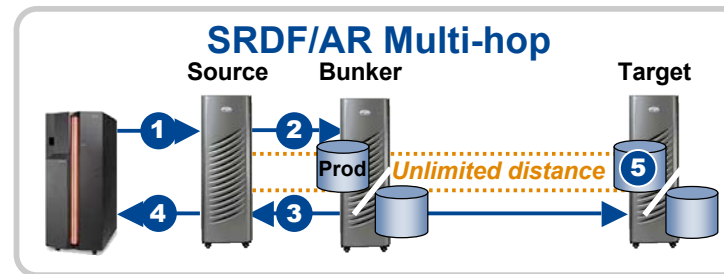 SRDF/AR Multi-hop
Source Bunker Target
1 2
Prod Unlimited distance 5
4 3